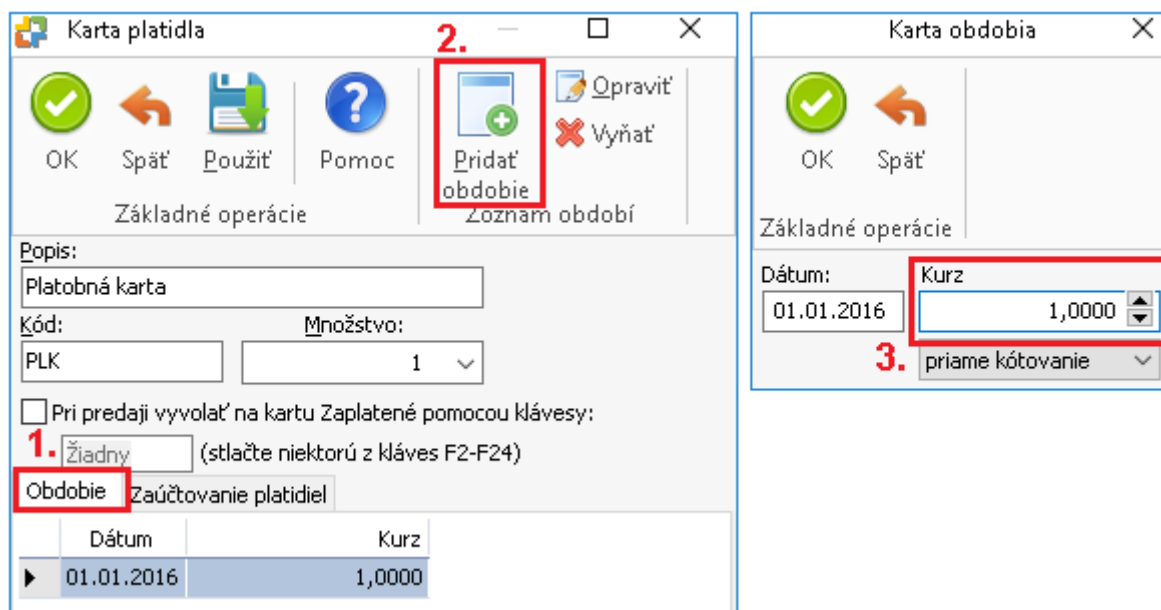 Karta platidla
2.
OK
Späť
Použiť
Pomoc
Pridať
obdobie
Opraviť
Vyňať
Základné operácie
Zoznam období
Popis:
Platobná karta
Kód:
Množstvo:
PLK
1
Pri predaji vyvolať na kartu Zaplatené pomocou klávesy:
1.
Žiadny
(stlačte niektorú z kláves F2-F24)
Obdobie
Zaúčtovanie platidiel
Dátum
Kurz
01.01.2016
1,0000
Karta obdobia
OK
Späť
Základné operácie
Dátum:
Kurz
01.01.2016
1,0000
3.
priame kótovanie